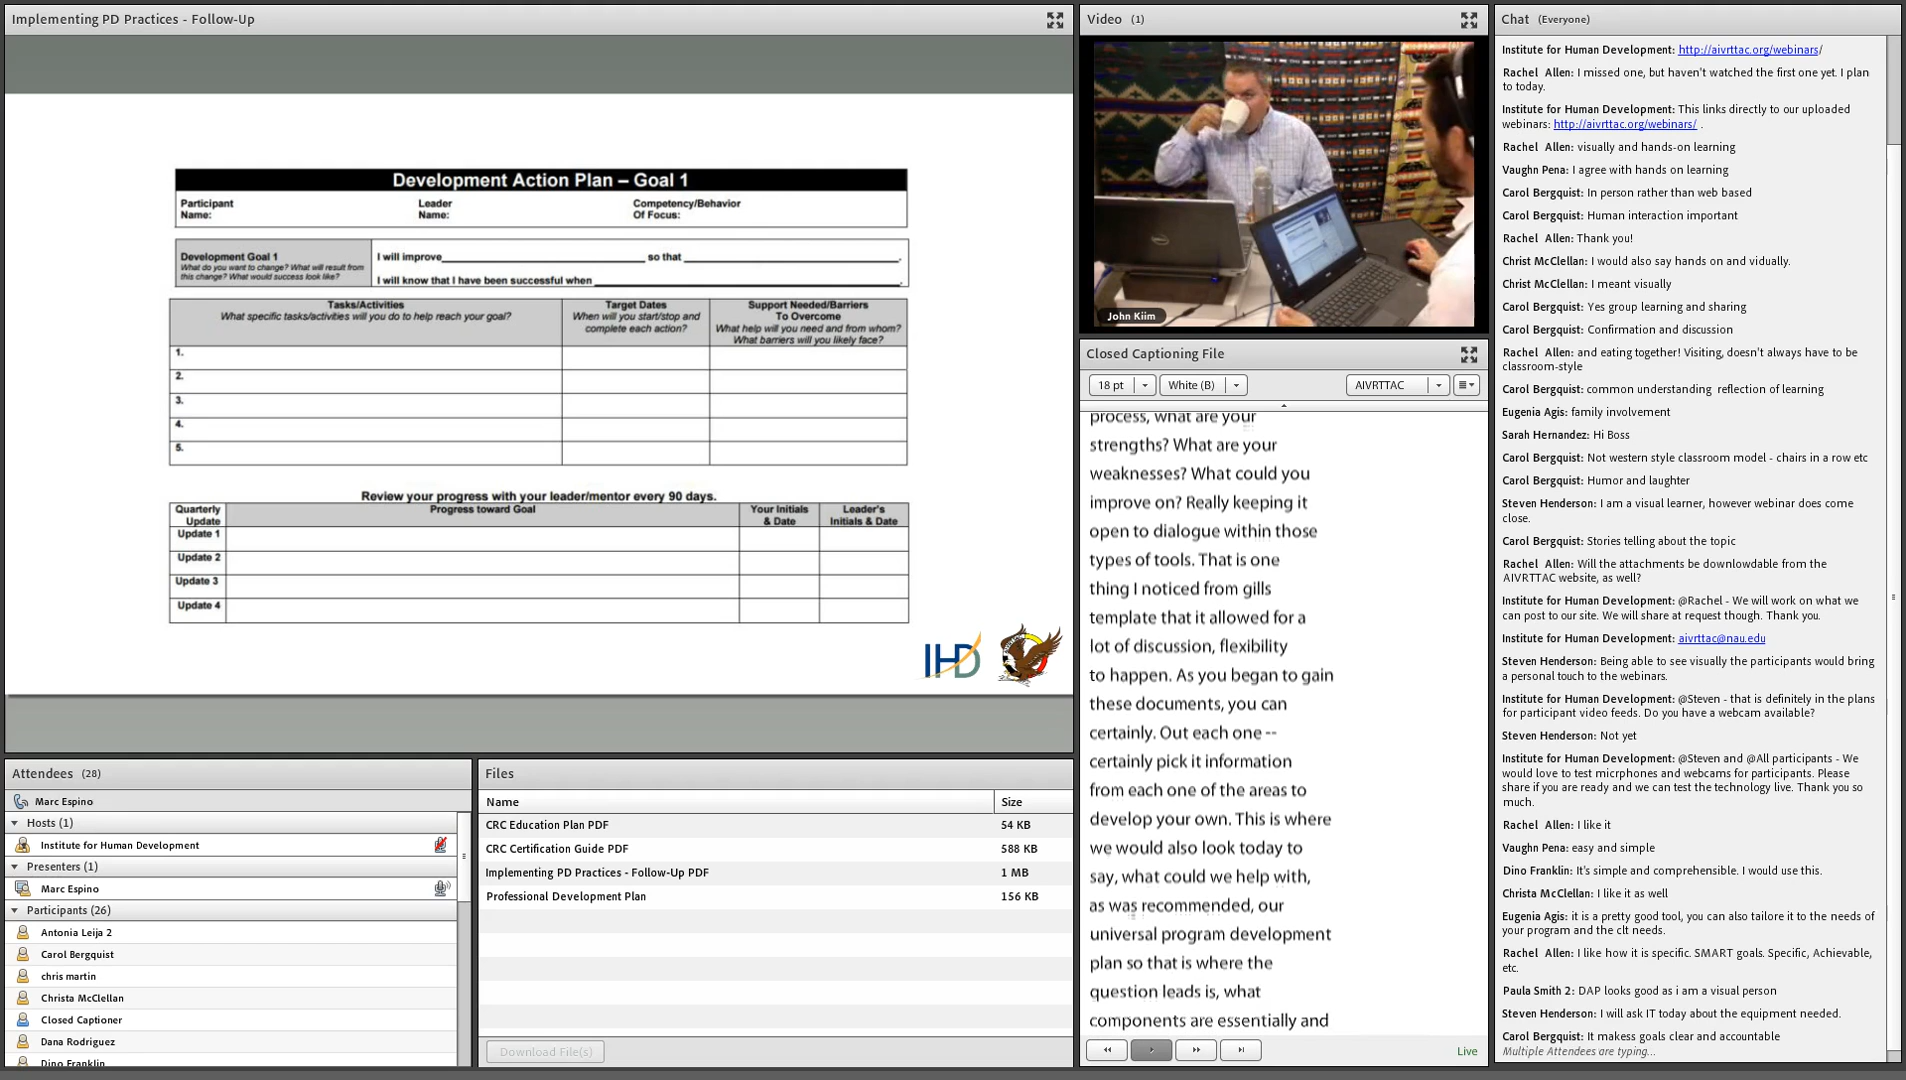 Implementing PD Practices - Follow-Up
Development Action Plan – Goal 1
Participant
Name:
Leader
Name:
Competency/Behavior
Of Focus:
Development Goal 1
What do you want to change? What will result from
this change? What would success look like?
I will improve so that .
I will know that I have been successful when .
Tasks/Activities
What specific tasks/activities will you do to help reach your goal?
Target Dates
When will you start/stop and
complete each action?
Support Needed/Barriers
To Overcome
What help will you need and from whom?
What barriers will you likely face?
1.
2.
3.
4.
5.
Review your progress with your leader/mentor every 90 days.
Quarterly
Update
Progress toward Goal
Your Initials
& Date
Leader's
Initials & Date
Update 1
Update 2
Update 3
Update 4
IHD
Attendees (28)
Marc Espino
Hosts (1)
Institute for Human Development
Presenters (1)
Marc Espino
Participants (26)
Antonia Leija 2
Carol Bergquist
chris martin
Christa McClellan
Closed Captioner
Dana Rodriguez
Dino Franklin
Files
Name Size
CRC Education Plan PDF 54 KB
CRC Certification Guide PDF 588 KB
Implementing PD Practices - Follow-Up PDF 1 MB
Professional Development Plan 156 KB
Download File(s)
Video (1)
John Kiim
Closed Captioning File
18 pt White (B) AIVRTTAC
process, what are your
strengths? What are your
weaknesses? What could you
improve on? Really keeping it
open to dialogue within those
types of tools. That is one
thing I noticed from gills
template that it allowed for a
lot of discussion, flexibility
to happen. As you began to gain
these documents, you can
certainly. Out each one --
certainly pick it information
from each one of the areas to
develop your own. This is where
we would also look today to
say, what could we help with,
as was recommended, our
universal program development
plan so that is where the
question leads is, what
components are essentially and
Live
Chat (Everyone)
Institute for Human Development: http://aivrttac.org/webinars/
Rachel Allen: I missed one, but haven't watched the first one yet. I plan
to today.
Institute for Human Development: This links directly to our uploaded
webinars: http://aivrttac.org/webinars/ .
Rachel Allen: visually and hands-on learning
Vaughn Pena: I agree with hands on learning
Carol Bergquist: In person rather than web based
Carol Bergquist: Human interaction important
Rachel Allen: Thank you!
Christ McClellan: I would also say hands on and vidually.
Christ McClellan: I meant visually
Carol Bergquist: Yes group learning and sharing
Carol Bergquist: Confirmation and discussion
Rachel Allen: and eating together! Visiting, doesn't always have to be
classroom-style
Carol Bergquist: common understanding reflection of learning
Eugenia Agis: family involvement
Sarah Hernandez: Hi Boss
Carol Bergquist: Not western style classroom model - chairs in a row etc
Carol Bergquist: Humor and laughter
Steven Henderson: I am a visual learner, however webinar does come
close.
Carol Bergquist: Stories telling about the topic
Rachel Allen: Will the attachments be downlowdable from the
AIVRTTAC website, as well?
Institute for Human Development: @Rachel - We will work on what we
can post to our site. We will share at request though. Thank you.
Institute for Human Development: aivrttac@nau.edu
Steven Henderson: Being able to see visually the participants would bring
a personal touch to the webinars.
Institute for Human Development: @Steven - that is definitely in the plans
for participant video feeds. Do you have a webcam available?
Steven Henderson: Not yet
Institute for Human Development: @Steven and @All participants - We
would love to test micrphones and webcams for participants. Please
share if you are ready and we can test the technology live. Thank you so
much.
Rachel Allen: I like it
Vaughn Pena: easy and simple
Dino Franklin: It's simple and comprehensible. I would use this.
Christa McClellan: I like it as well
Eugenia Agis: it is a pretty good tool, you can also tailore it to the needs of
your program and the clt needs.
Rachel Allen: I like how it is specific. SMART goals. Specific, Achievable,
etc.
Paula Smith 2: DAP looks good as i am a visual person
Steven Henderson: I will ask IT today about the equipment needed.
Carol Bergquist: It makess goals clear and accountable
Multiple Attendees are typing...